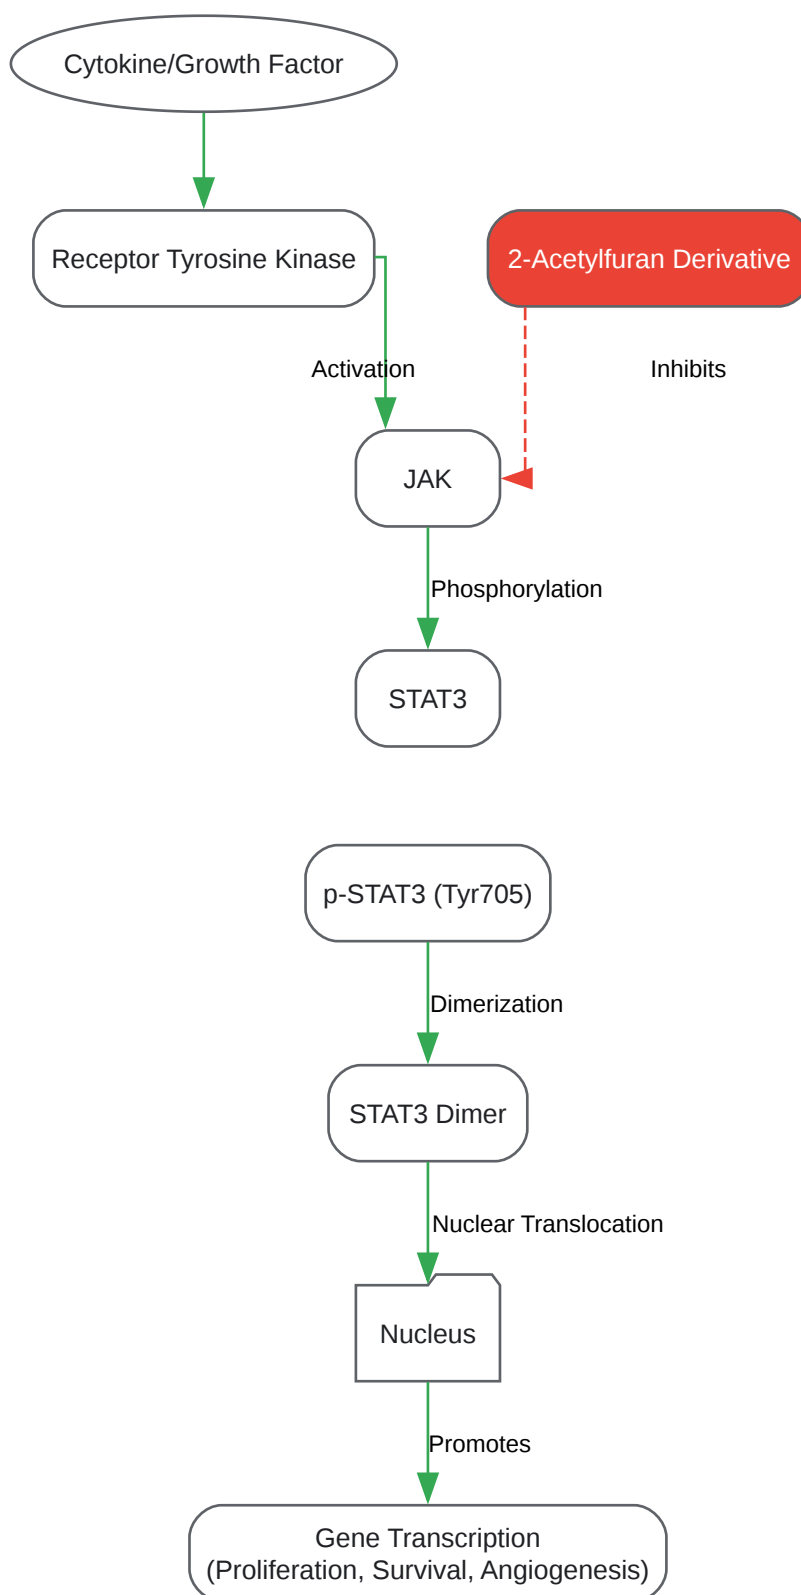 Cytokine/Growth Factor
Receptor Tyrosine Kinase
2-Acetylfuran Derivative
Activation
Inhibits
JAK
Phosphorylation
STAT3
p-STAT3 (Tyr705)
Dimerization
STAT3 Dimer
Nuclear Translocation
Nucleus
Promotes
Gene Transcription
(Proliferation, Survival, Angiogenesis)